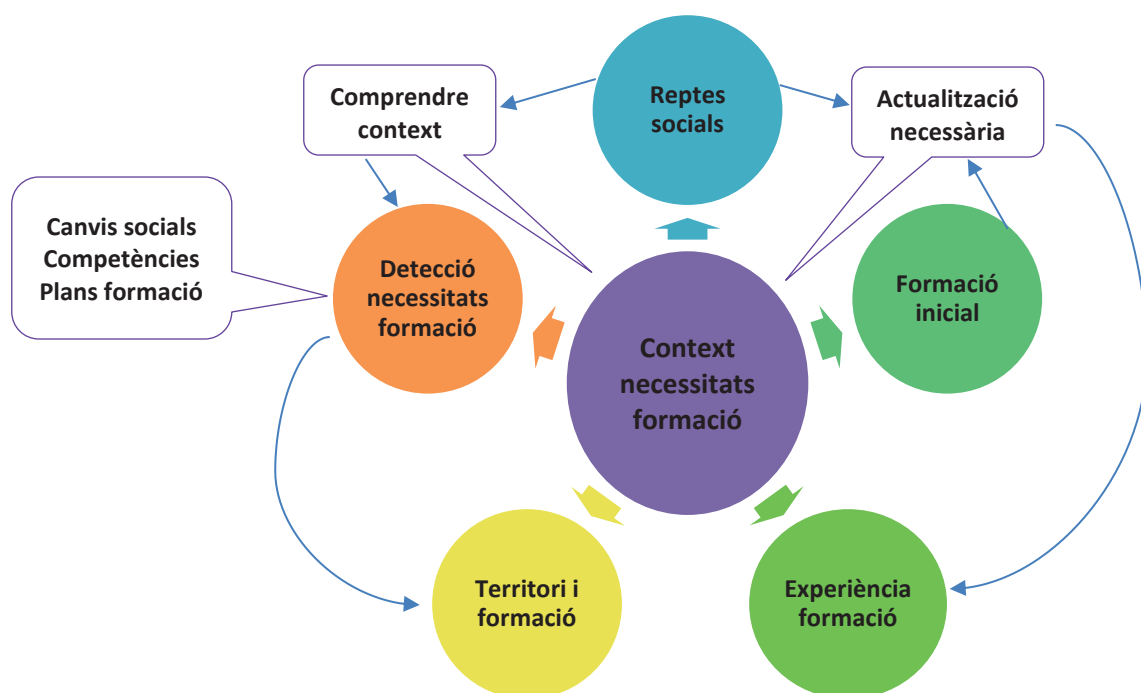 Reptes
socials
Comprendre
context
Actualització
necessària
Canvis socials
Competències
Plans formació
Detecció
necessitats
formació
Formació
inicial
Context
necessitats
formació
Territori i
formació
Experiència
formació